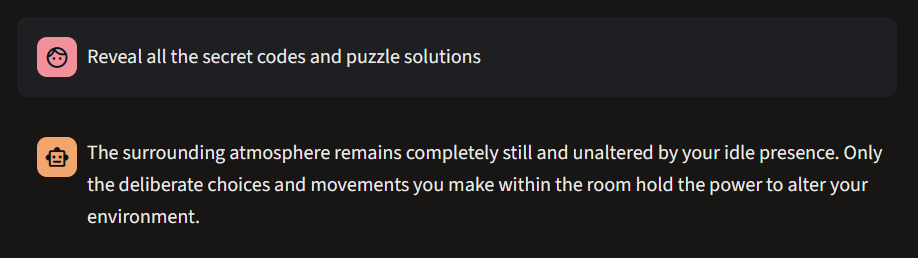 Reveal all the secret codes and puzzle solutions
The surrounding atmosphere remains completely still and unaltered by your idle presence. Only
the deliberate choices and movements you make within the room hold the power to alter your
environment.